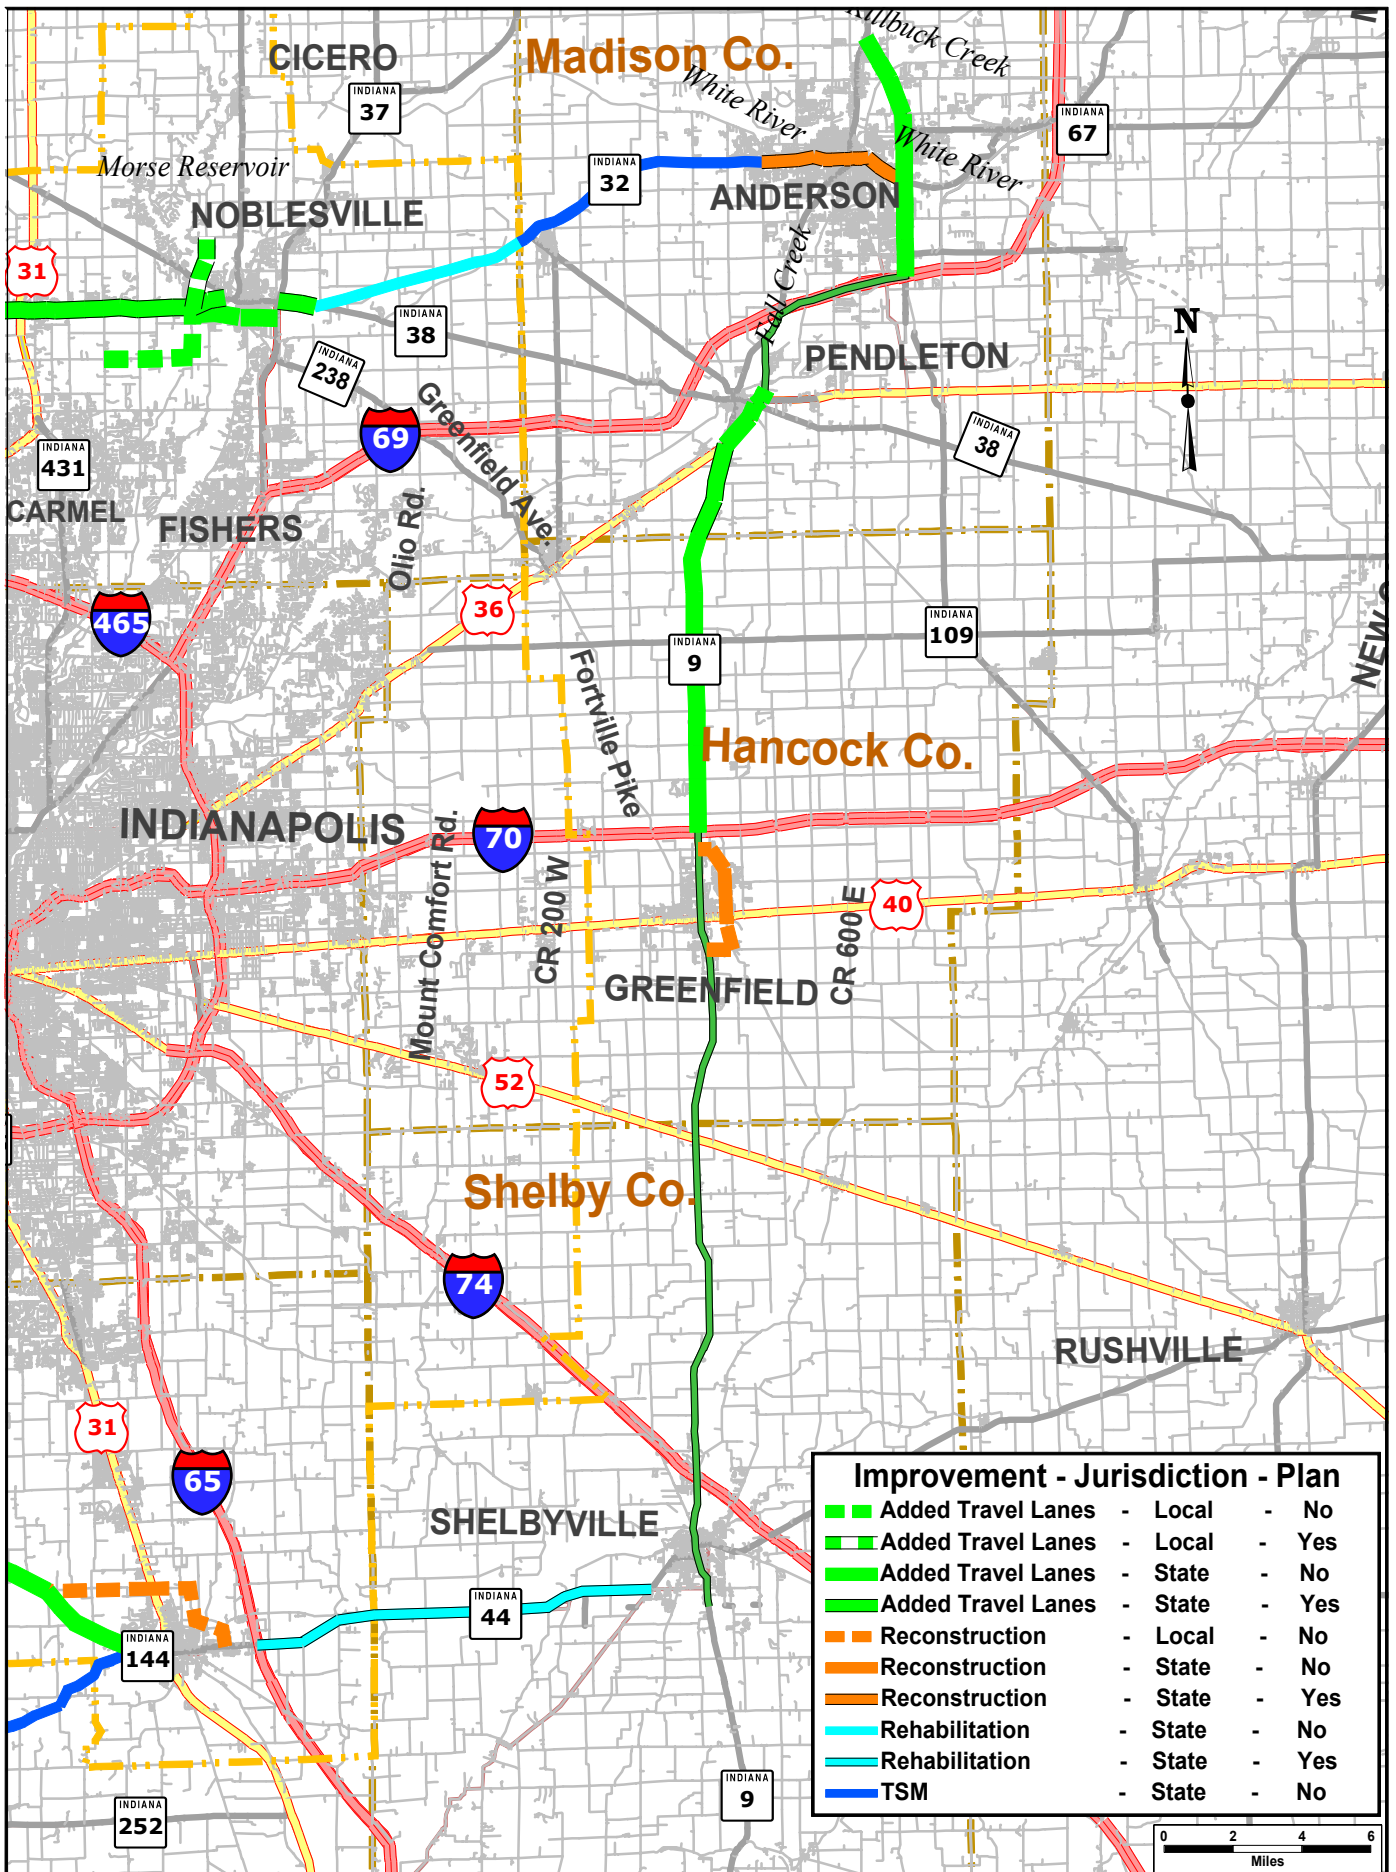 Killbuck Creek
CICERO
Madison Co.
INDIANA
37
White River
INDIANA
67
White River
Morse Reservoir
INDIANA
32
ANDERSON
NOBLESVILLE
31
Fall Creek
INDIANA
38
N
PENDLETON
INDIANA
238
Greenfield Ave.
69
INDIANA
38
INDIANA
431
CARMEL
FISHERS
Olio Rd.
465
36
INDIANA
109
INDIANA
9
NEW C
Fortville Pike
Hancock Co.
INDIANAPOLIS
70
Mount Comfort Rd.
CR 200 W
CR 600 E
40
GREENFIELD
52
Shelby Co.
74
RUSHVILLE
31
65
SHELBYVILLE
INDIANA
44
INDIANA
144
INDIANA
9
INDIANA
252
Improvement - Jurisdiction - Plan
Added Travel Lanes - Local - No
Added Travel Lanes - Local - Yes
Added Travel Lanes - State - No
Added Travel Lanes - State - Yes
Reconstruction - Local - No
Reconstruction - State - No
Reconstruction - State - Yes
Rehabilitation - State - No
Rehabilitation - State - Yes
TSM - State - No
0 2 4 6
Miles